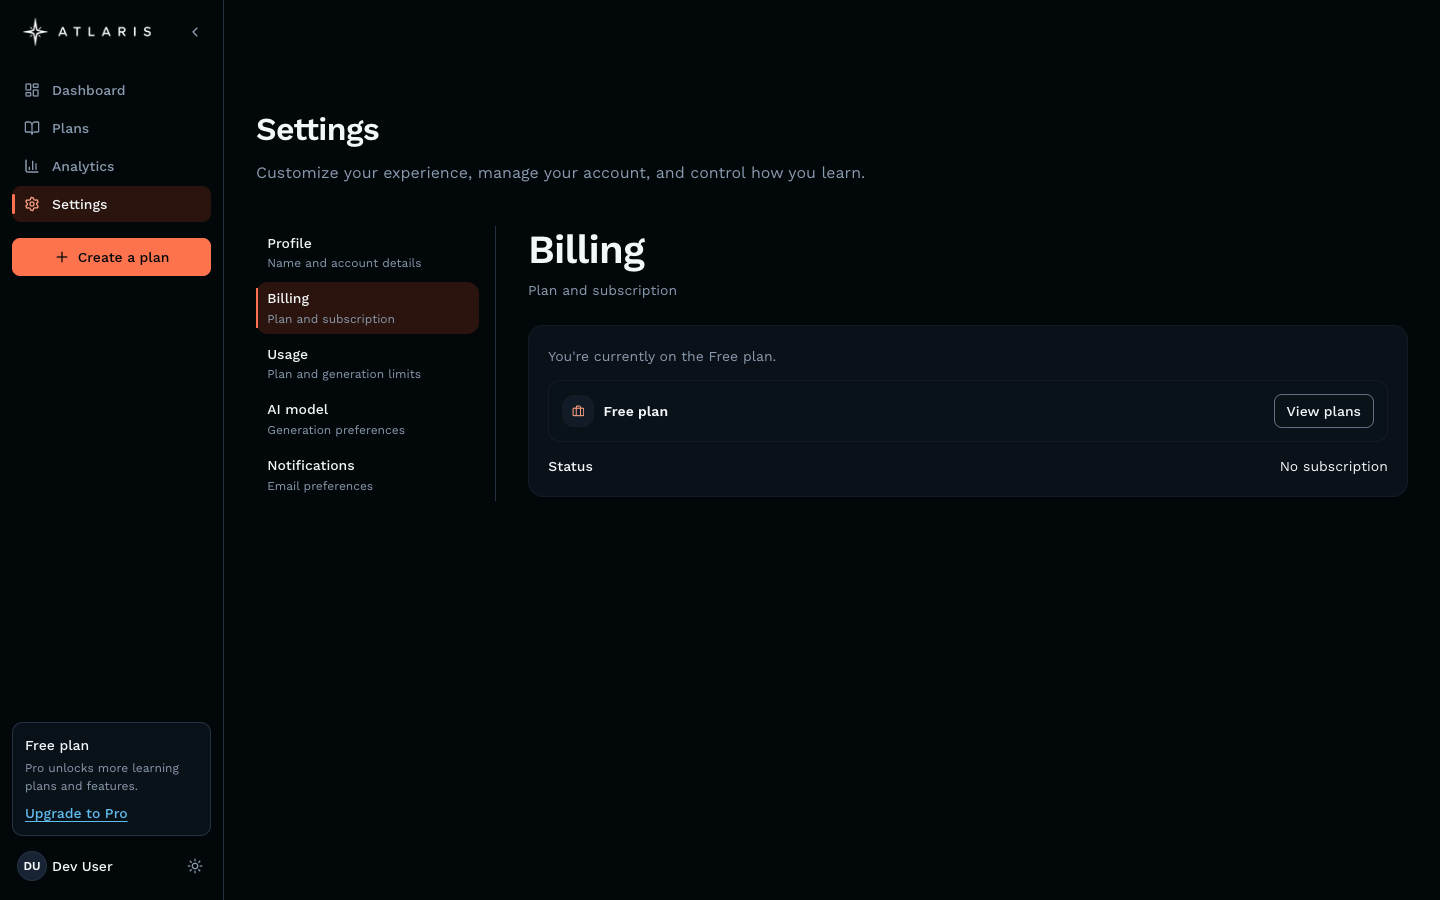 ATLARIS
Dashboard
Plans
Analytics
Settings
Create a plan
Settings
Customize your experience, manage your account, and control how you learn.
Profile
Name and account details
Billing
Plan and subscription
Usage
Plan and generation limits
AI model
Generation preferences
Notifications
Email preferences
Billing
Plan and subscription
You're currently on the Free plan.
Free plan
View plans
Status
No subscription
Free plan
Pro unlocks more learning
plans and features.
Upgrade to Pro
DU
Dev User